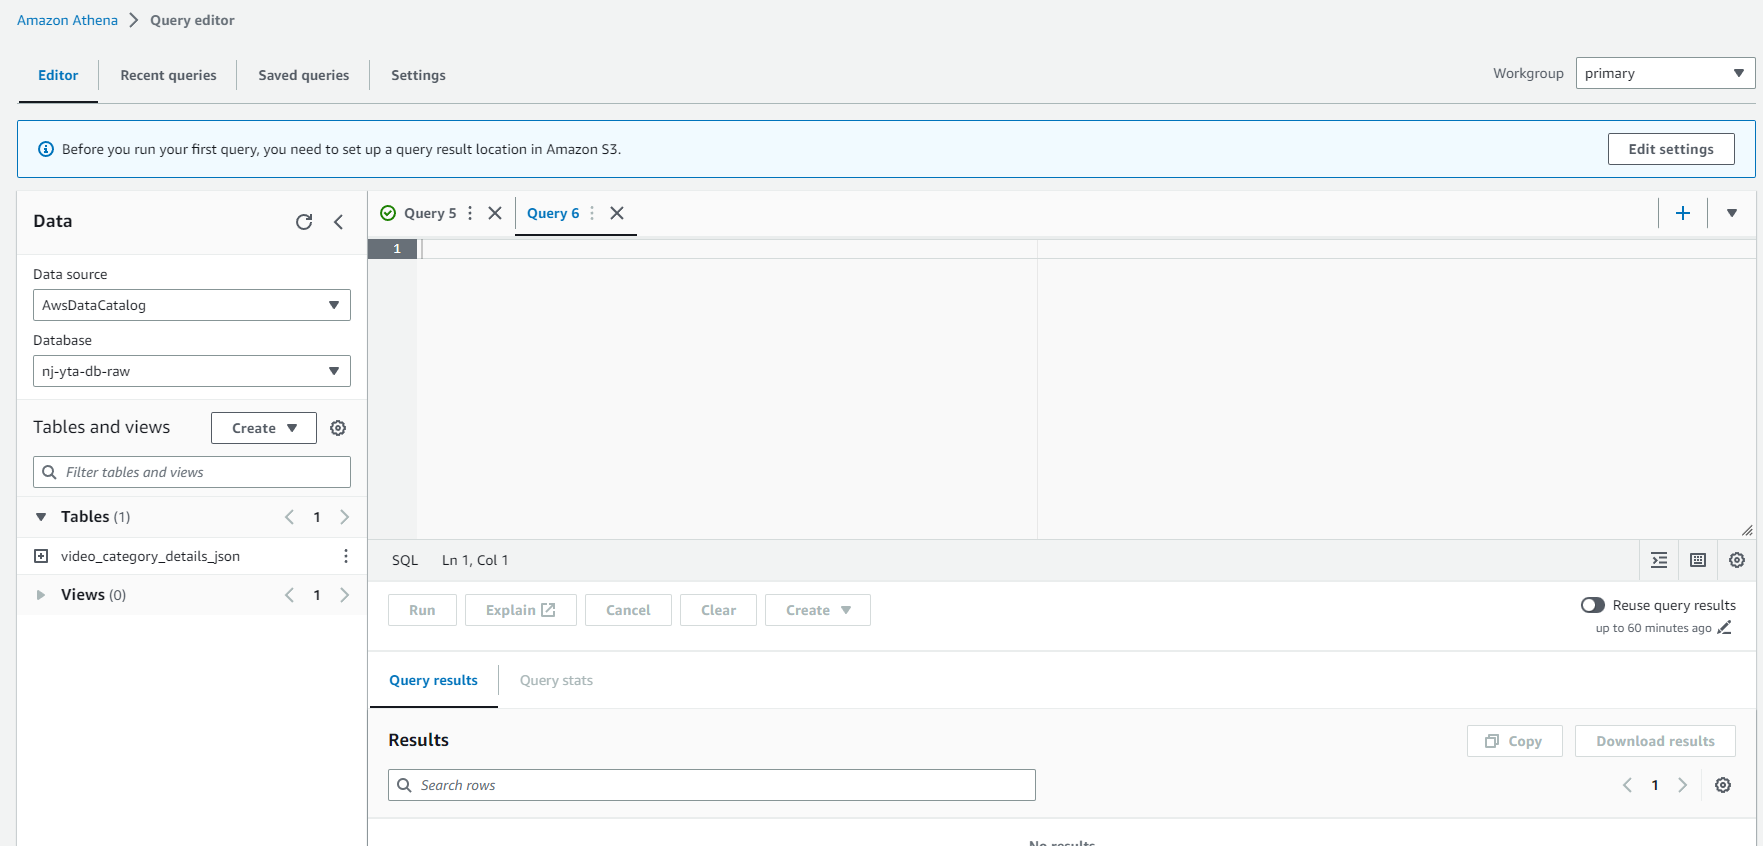 Amazon Athena > Query editor
Editor Recent queries Saved queries Settings
Workgroup primary
Before you run your first query, you need to set up a query result location in Amazon S3. Edit settings
Data
Query 5 Query 6
1
Data source
AwsDataCatalog
Database
nj-yta-db-raw
Tables and views Create
Filter tables and views
Tables (1) 1
video_category_details_json
SQL Ln 1, Col 1
Views (0) 1
Run Explain Cancel Clear Create
Reuse query results
up to 60 minutes ago
Query results Query stats
Results Copy Download results
Search rows 1
No results